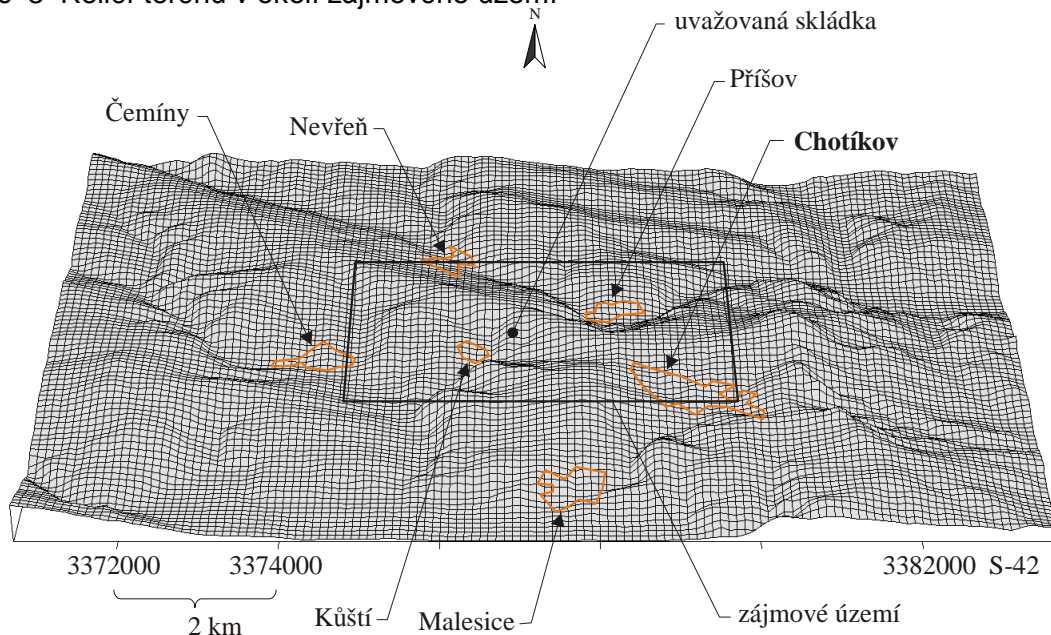 Reliéf terénu v okolí zájmového území
N
uvažovaná skládka
Příšov
Čemíny
Nevřeň
Chotíkov
3372000
3374000
3382000 S-42
2 km
Kůští
Malesice
zájmové území